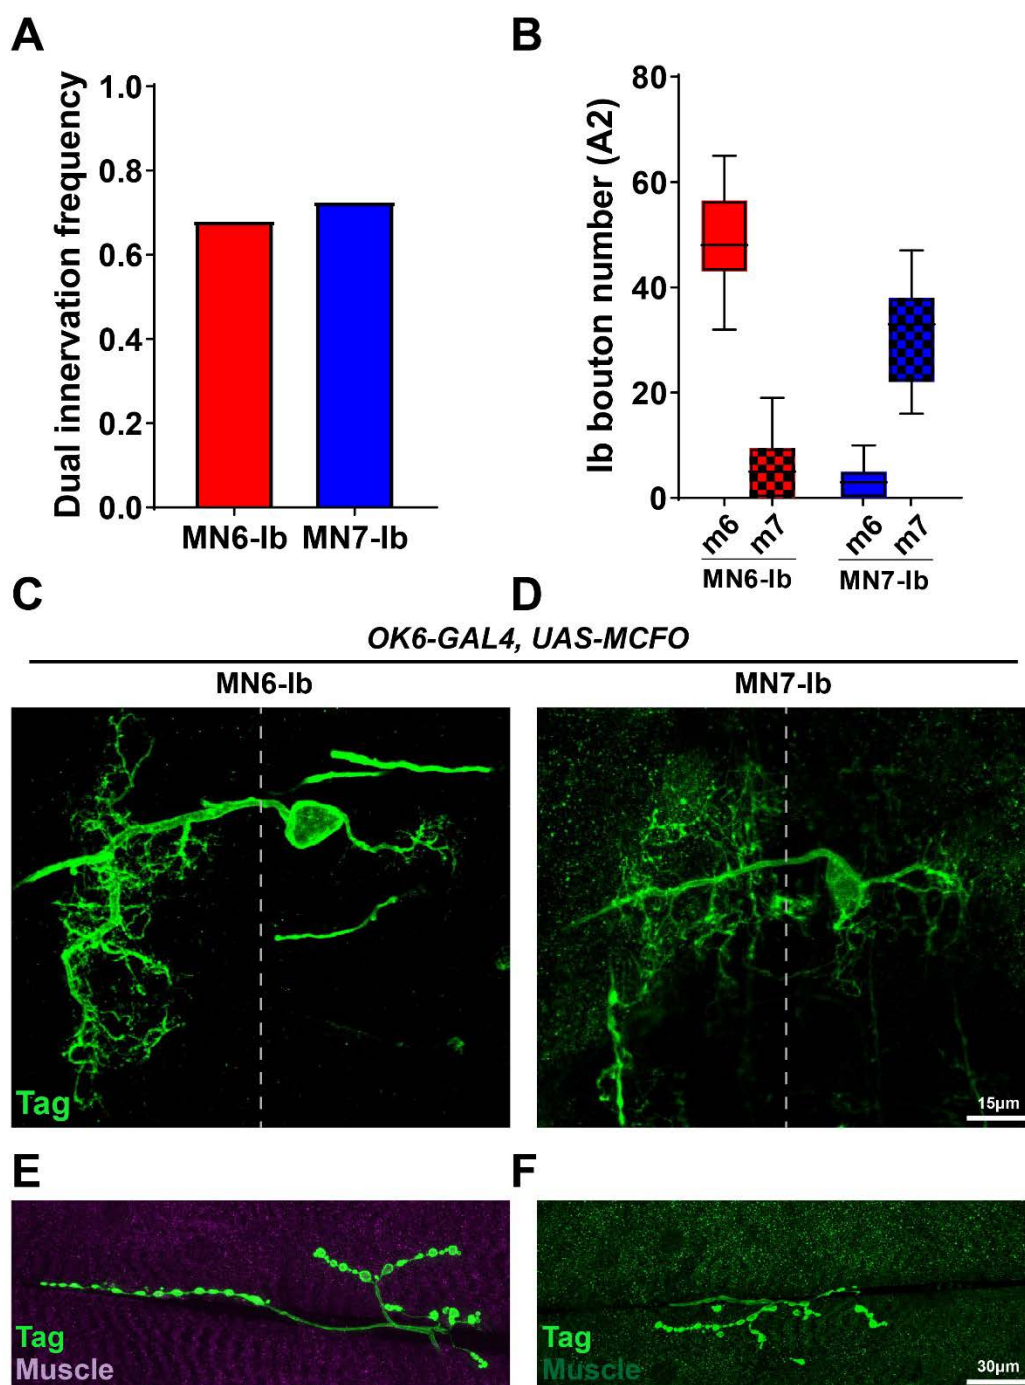 A
Dual innervation frequency
1.0
0.8
0.6
0.4
0.2
0.0
MN6-Ib MN7-Ib
B
Ib bouton number (A2)
80
60
40
20
0
m6 m7 m6 m7
MN6-Ib MN7-Ib
C D
OK6-GAL4, UAS-MCFO
MN6-Ib MN7-Ib
Tag
15µm
E F
Tag
Muscle
Tag
Muscle
30µm